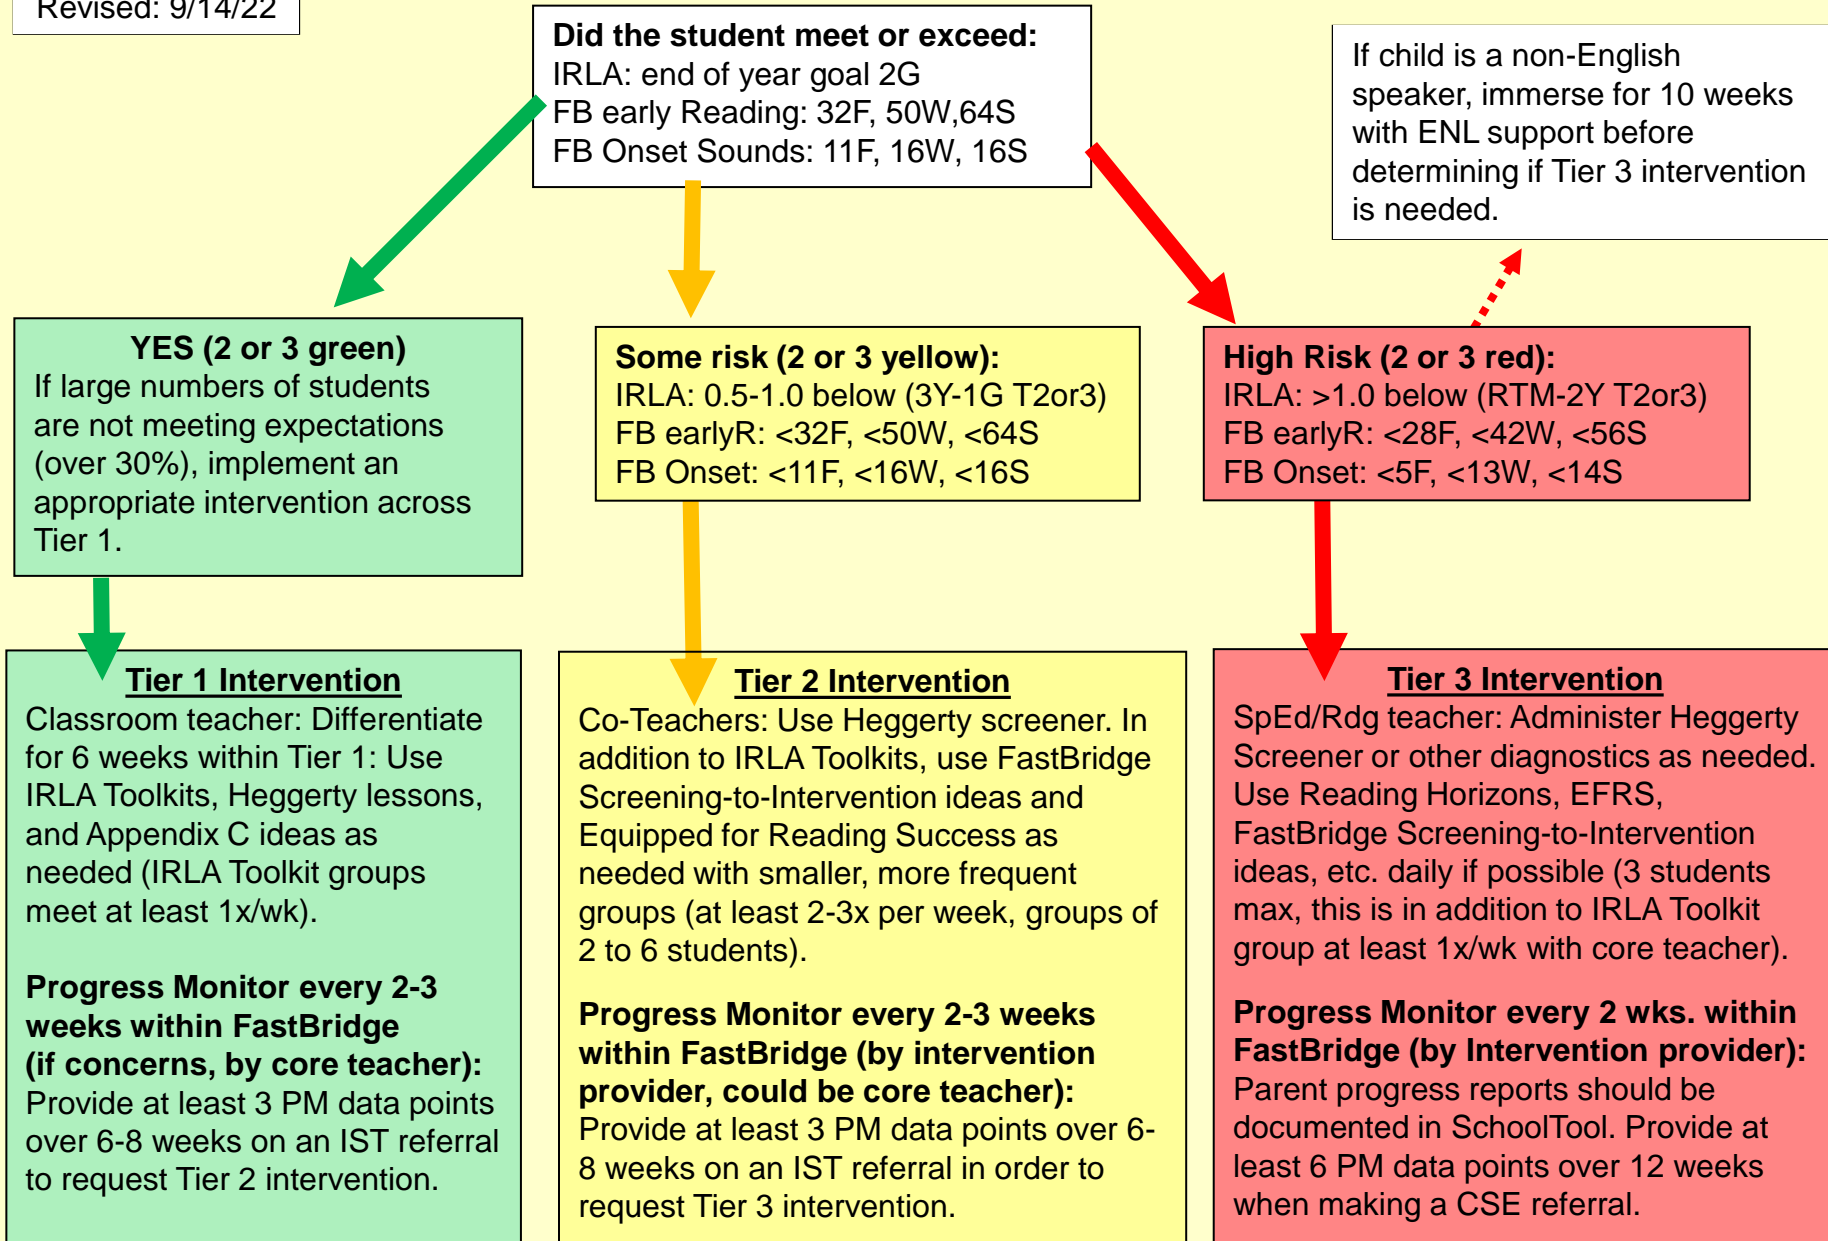 Revised: 9/14/22
Did the student meet or exceed:
IRLA: end of year goal 2G
FB early Reading: 32F, 50W,64S
FB Onset Sounds: 11F, 16W, 16S
If child is a non-English
speaker, immerse for 10 weeks
with ENL support before
determining if Tier 3 intervention
is needed.
YES (2 or 3 green)
If large numbers of students
are not meeting expectations
(over 30%), implement an
appropriate intervention across
Tier 1.
Some risk (2 or 3 yellow):
IRLA: 0.5-1.0 below (3Y-1G T2or3)
FB earlyR: <32F, <50W, <64S
FB Onset: <11F, <16W, <16S
High Risk (2 or 3 red):
IRLA: >1.0 below (RTM-2Y T2or3)
FB earlyR: <28F, <42W, <56S
FB Onset: <5F, <13W, <14S
Tier 1 Intervention
Classroom teacher: Differentiate
for 6 weeks within Tier 1: Use
IRLA Toolkits, Heggerty lessons,
and Appendix C ideas as
needed (IRLA Toolkit groups
meet at least 1x/wk).
Progress Monitor every 2-3
weeks within FastBridge
(if concerns, by core teacher):
Provide at least 3 PM data points
over 6-8 weeks on an IST referral
to request Tier 2 intervention.
Tier 2 Intervention
Co-Teachers: Use Heggerty screener. In
addition to IRLA Toolkits, use FastBridge
Screening-to-Intervention ideas and
Equipped for Reading Success as
needed with smaller, more frequent
groups (at least 2-3x per week, groups of
2 to 6 students).
Progress Monitor every 2-3 weeks
within FastBridge (by intervention
provider, could be core teacher):
Provide at least 3 PM data points over 6-
8 weeks on an IST referral in order to
request Tier 3 intervention.
Tier 3 Intervention
SpEd/Rdg teacher: Administer Heggerty
Screener or other diagnostics as needed.
Use Reading Horizons, EFRS,
FastBridge Screening-to-Intervention
ideas, etc. daily if possible (3 students
max, this is in addition to IRLA Toolkit
group at least 1x/wk with core teacher).
Progress Monitor every 2 wks. within
FastBridge (by Intervention provider):
Parent progress reports should be
documented in SchoolTool. Provide at
least 6 PM data points over 12 weeks
when making a CSE referral.